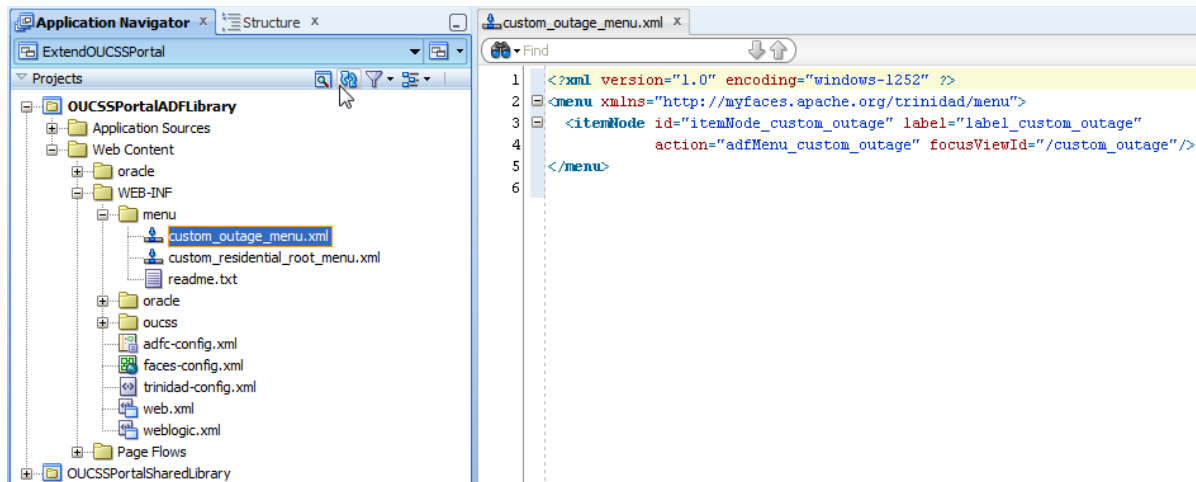 Application Navigator x Structure x
ExtendOUCSSPortal
Projects
OUCSSPortalADFLibrary
Application Sources
Web Content
oracle
WEB-INF
menu
custom_outage_menu.xml
custom_residential_root_menu.xml
readme.txt
oracle
oucss
adfc-config.xml
faces-config.xml
trinidad-config.xml
web.xml
weblogic.xml
Page Flows
OUCSSPortalSharedLibrary
custom_outage_menu.xml x
Find
1 <?xml version="1.0" encoding="windows-1252" ?>
2 <menu xmlns="http://myfaces.apache.org/trinidad/menu">
3 <itemNode id="itemNode_custom_outage" label="label_custom_outage"
4 action="adfMenu_custom_outage" focusViewId="/custom_outage"/>
5 </menu>
6